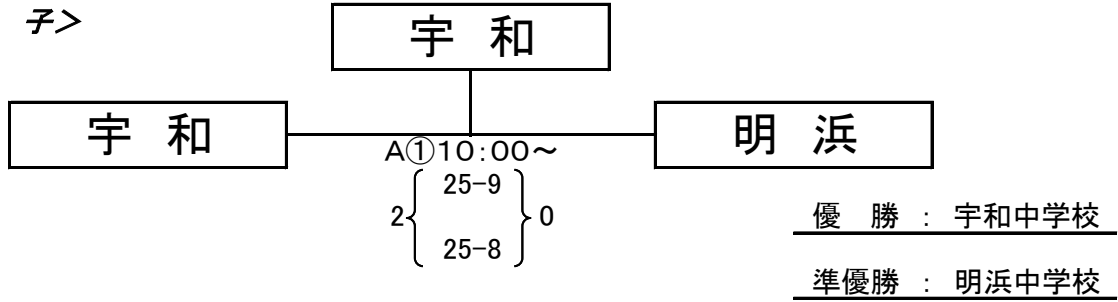 子>
宇 和
宇 和
明 浜
A①10:00～
25-9
2 0
25-8
優 勝 : 宇和中学校
準優勝 : 明浜中学校